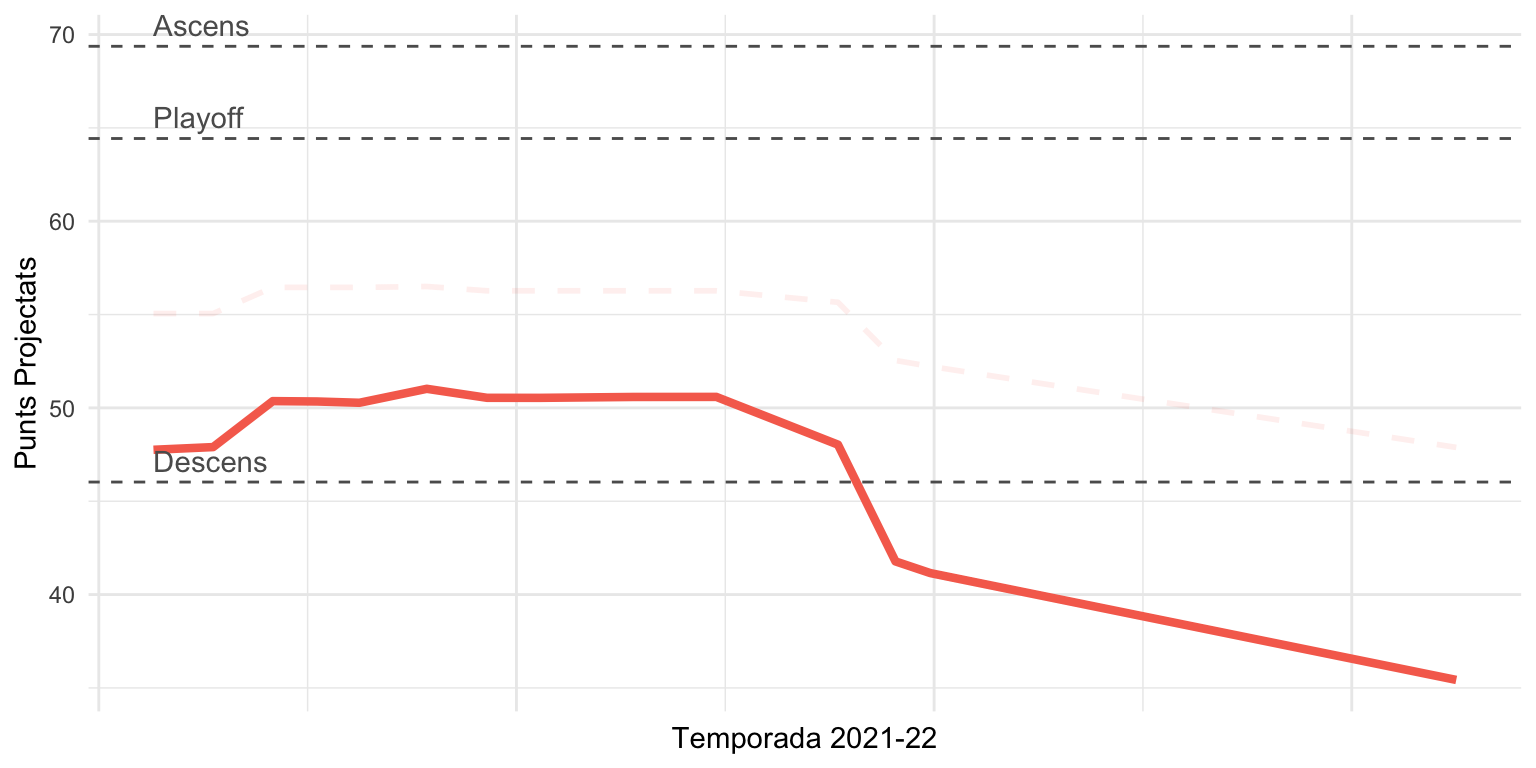 Ascens
70
Playoff
60
50
Descens
40
Punts Projectats
Temporada 2021-22